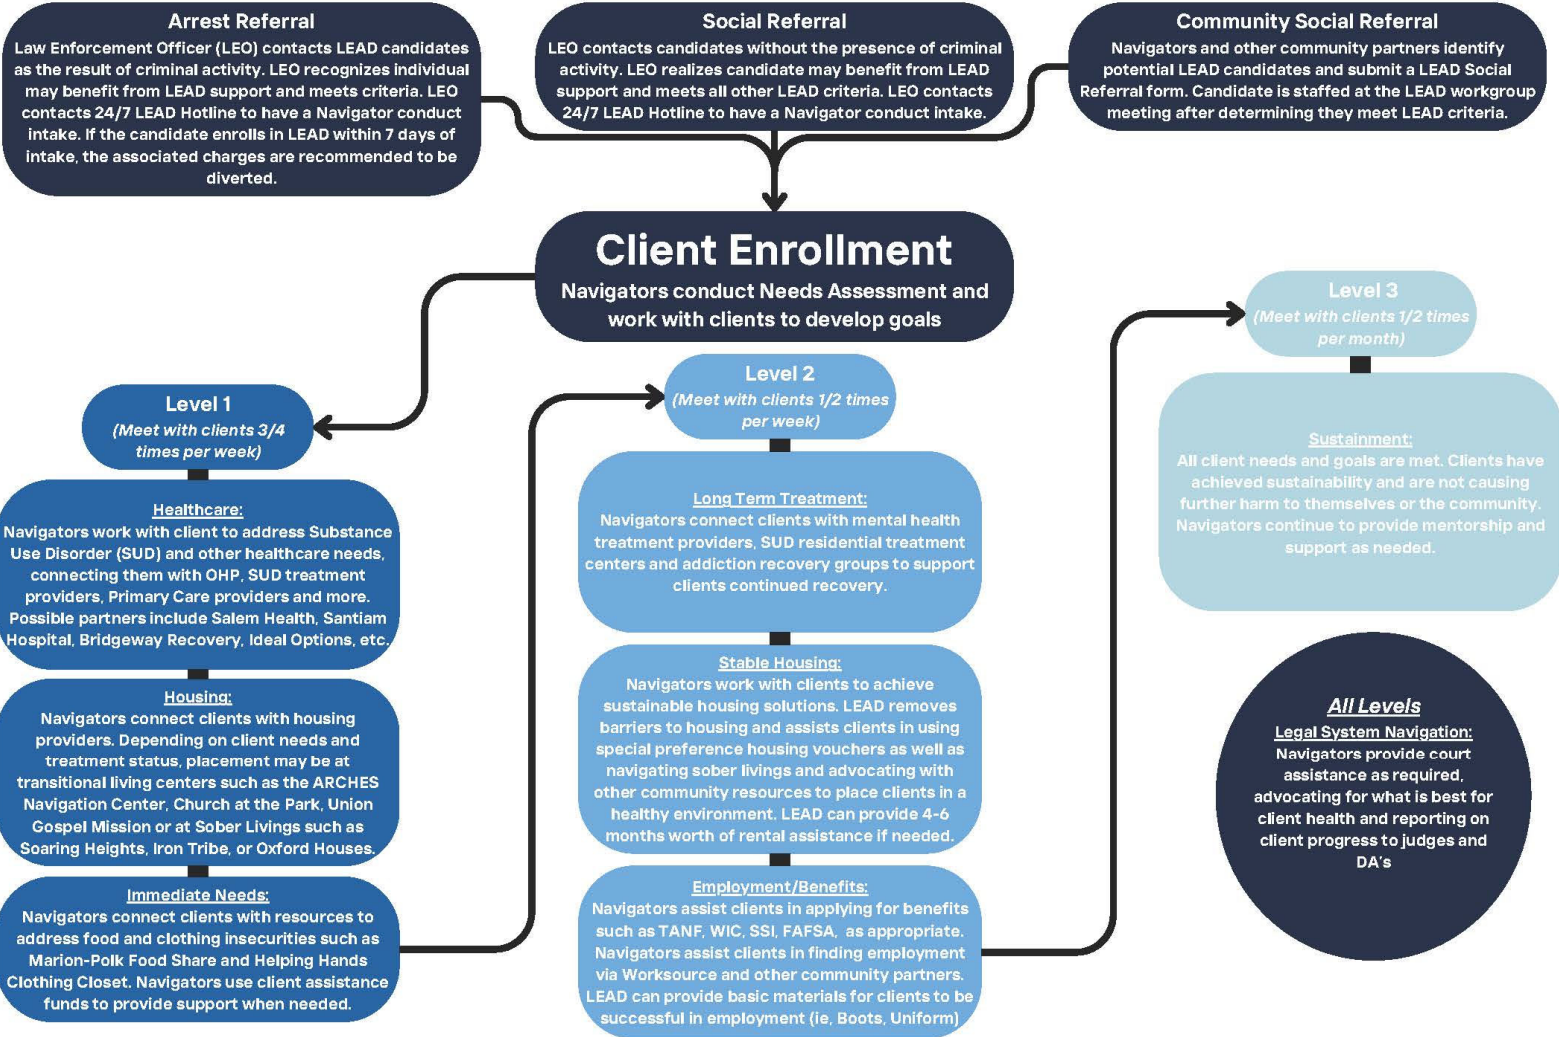 Arrest Referral
Law Enforcement Officer (LEO) contacts LEAD candidates
as the result of criminal activity. LEO recognizes individual
may benefit from LEAD support and meets criteria. LEO
contacts 24/7 LEAD Hotline to have a Navigator conduct
intake. If the candidate enrolls in LEAD within 7 days of
intake, the associated charges are recommended to be
diverted.
Social Referral
LEO contacts candidates without the presence of criminal
activity. LEO realizes candidate may benefit from LEAD
support and meets all other LEAD criteria. LEO contacts
24/7 LEAD Hotline to have a Navigator conduct intake.
Community Social Referral
Navigators and other community partners identify
potential LEAD candidates and submit a LEAD Social
Referral form. Candidate is staffed at the LEAD workgroup
meeting after determining they meet LEAD criteria.
Client Enrollment
Navigators conduct Needs Assessment and
work with clients to develop goals
Level 1
(Meet with clients 3/4
times per week)
Healthcare:
Navigators work with client to address Substance
Use Disorder (SUD) and other healthcare needs,
connecting them with OHP, SUD treatment
providers, Primary Care providers and more.
Possible partners include Salem Health, Santiam
Hospital, Bridgeway Recovery, Ideal Options, etc.
Housing:
Navigators connect clients with housing
providers. Depending on client needs and
treatment status, placement may be at
transitional living centers such as the ARCHES
Navigation Center, Church at the Park, Union
Gospel Mission or at Sober Livings such as
Soaring Heights, Iron Tribe, or Oxford Houses.
Immediate Needs:
Navigators connect clients with resources to
address food and clothing insecurities such as
Marion-Polk Food Share and Helping Hands
Clothing Closet. Navigators use client assistance
funds to provide support when needed.
Level 2
(Meet with clients 1/2 times
per week)
Long Term Treatment:
Navigators connect clients with mental health
treatment providers, SUD residential treatment
centers and addiction recovery groups to support
clients continued recovery.
Stable Housing:
Navigators work with clients to achieve
sustainable housing solutions. LEAD removes
barriers to housing and assists clients in using
special preference housing vouchers as well as
navigating sober livings and advocating with
other community resources to place clients in a
healthy environment. LEAD can provide 4-6
months worth of rental assistance if needed.
Employment/Benefits:
Navigators assist clients in applying for benefits
such as TANF, WIC, SSI, FAFSA, as appropriate.
Navigators assist clients in finding employment
via Worksource and other community partners.
LEAD can provide basic materials for clients to be
successful in employment (ie, Boots, Uniform)
Level 3
(Meet with clients 1/2 times
per month)
Sustainment:
All client needs and goals are met. Clients have
achieved sustainability and are not causing
further harm to themselves or the community.
Navigators continue to provide mentorship and
support as needed.
All Levels
Legal System Navigation:
Navigators provide court
assistance as required,
advocating for what is best for
client health and reporting on
client progress to judges and
DA's